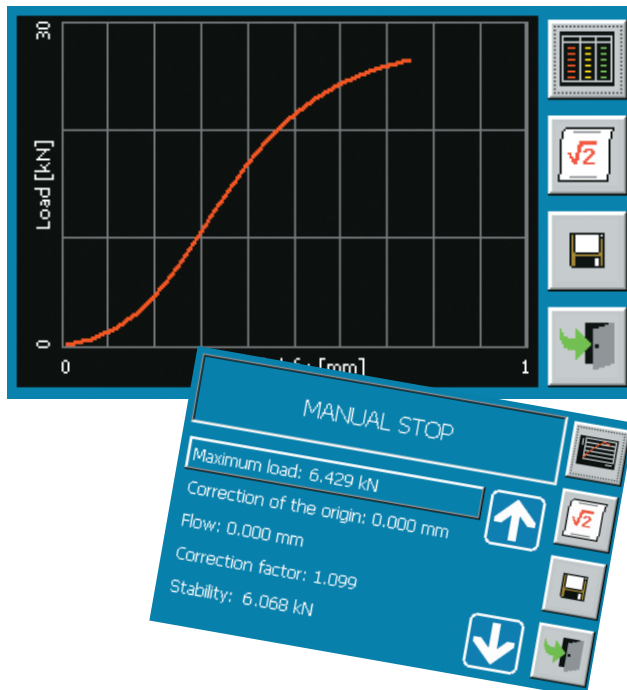 30
Load [kN]
0
0
[mm]
1
√2
MANUAL STOP
Maximum load: 6.429 kN
Correction of the origin: 0.000 mm
Flow: 0.000 mm
Correction factor: 1.099
Stability: 6.068 kN
√2